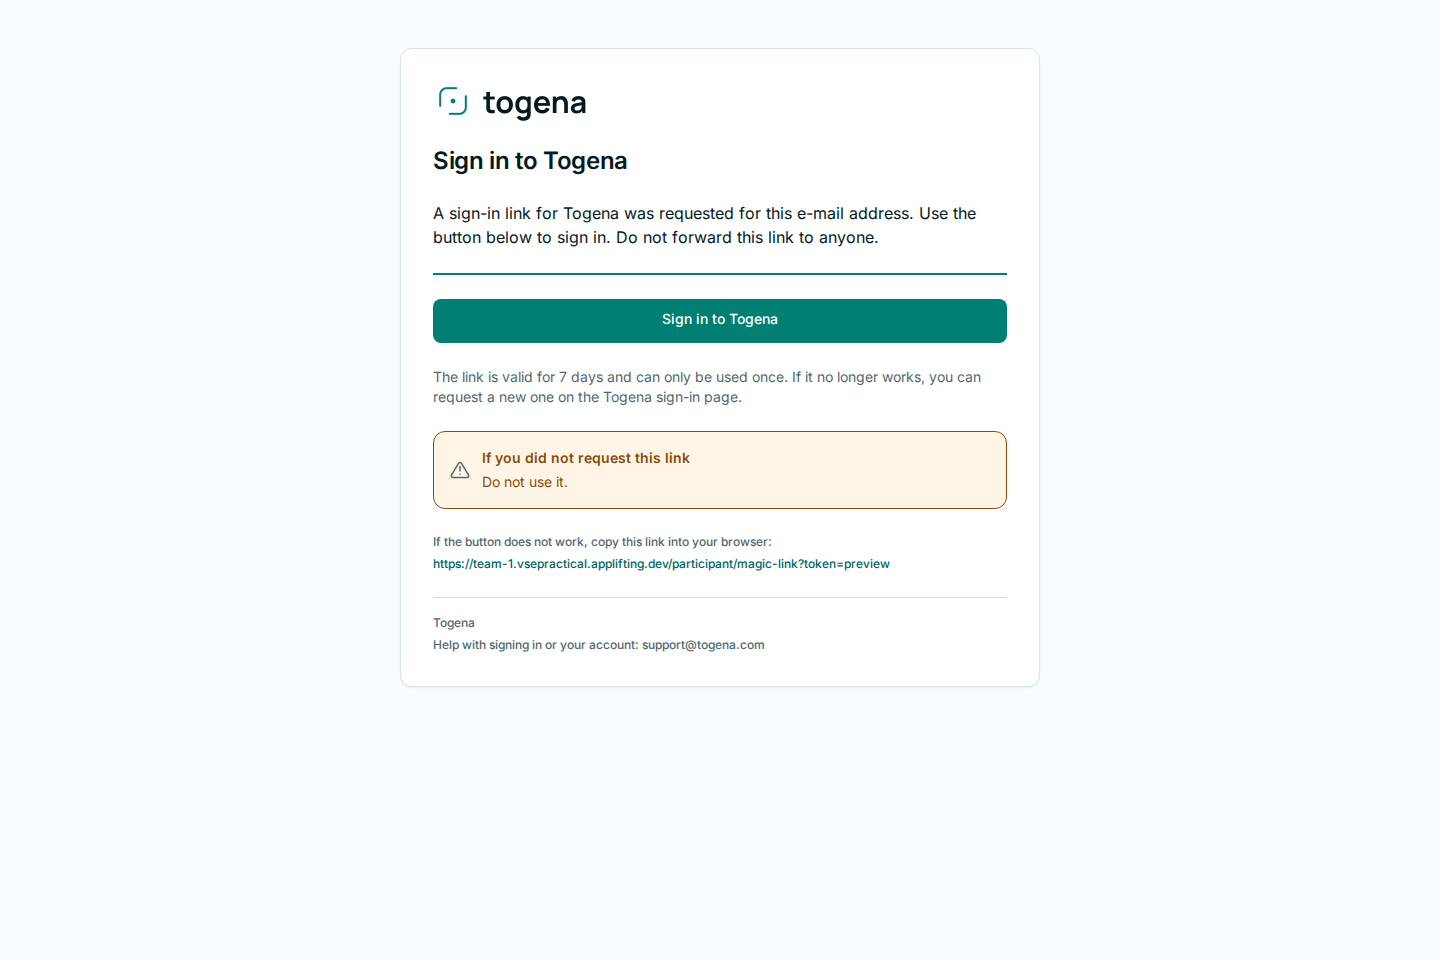 togena
Sign in to Togena
A sign-in link for Togena was requested for this e-mail address. Use the
button below to sign in. Do not forward this link to anyone.
Sign in to Togena
The link is valid for 7 days and can only be used once. If it no longer works, you can
request a new one on the Togena sign-in page.
If you did not request this link
Do not use it.
If the button does not work, copy this link into your browser:
https://team-1.vsepractical.applifting.dev/participant/magic-link?token=preview
Togena
Help with signing in or your account: support@togena.com